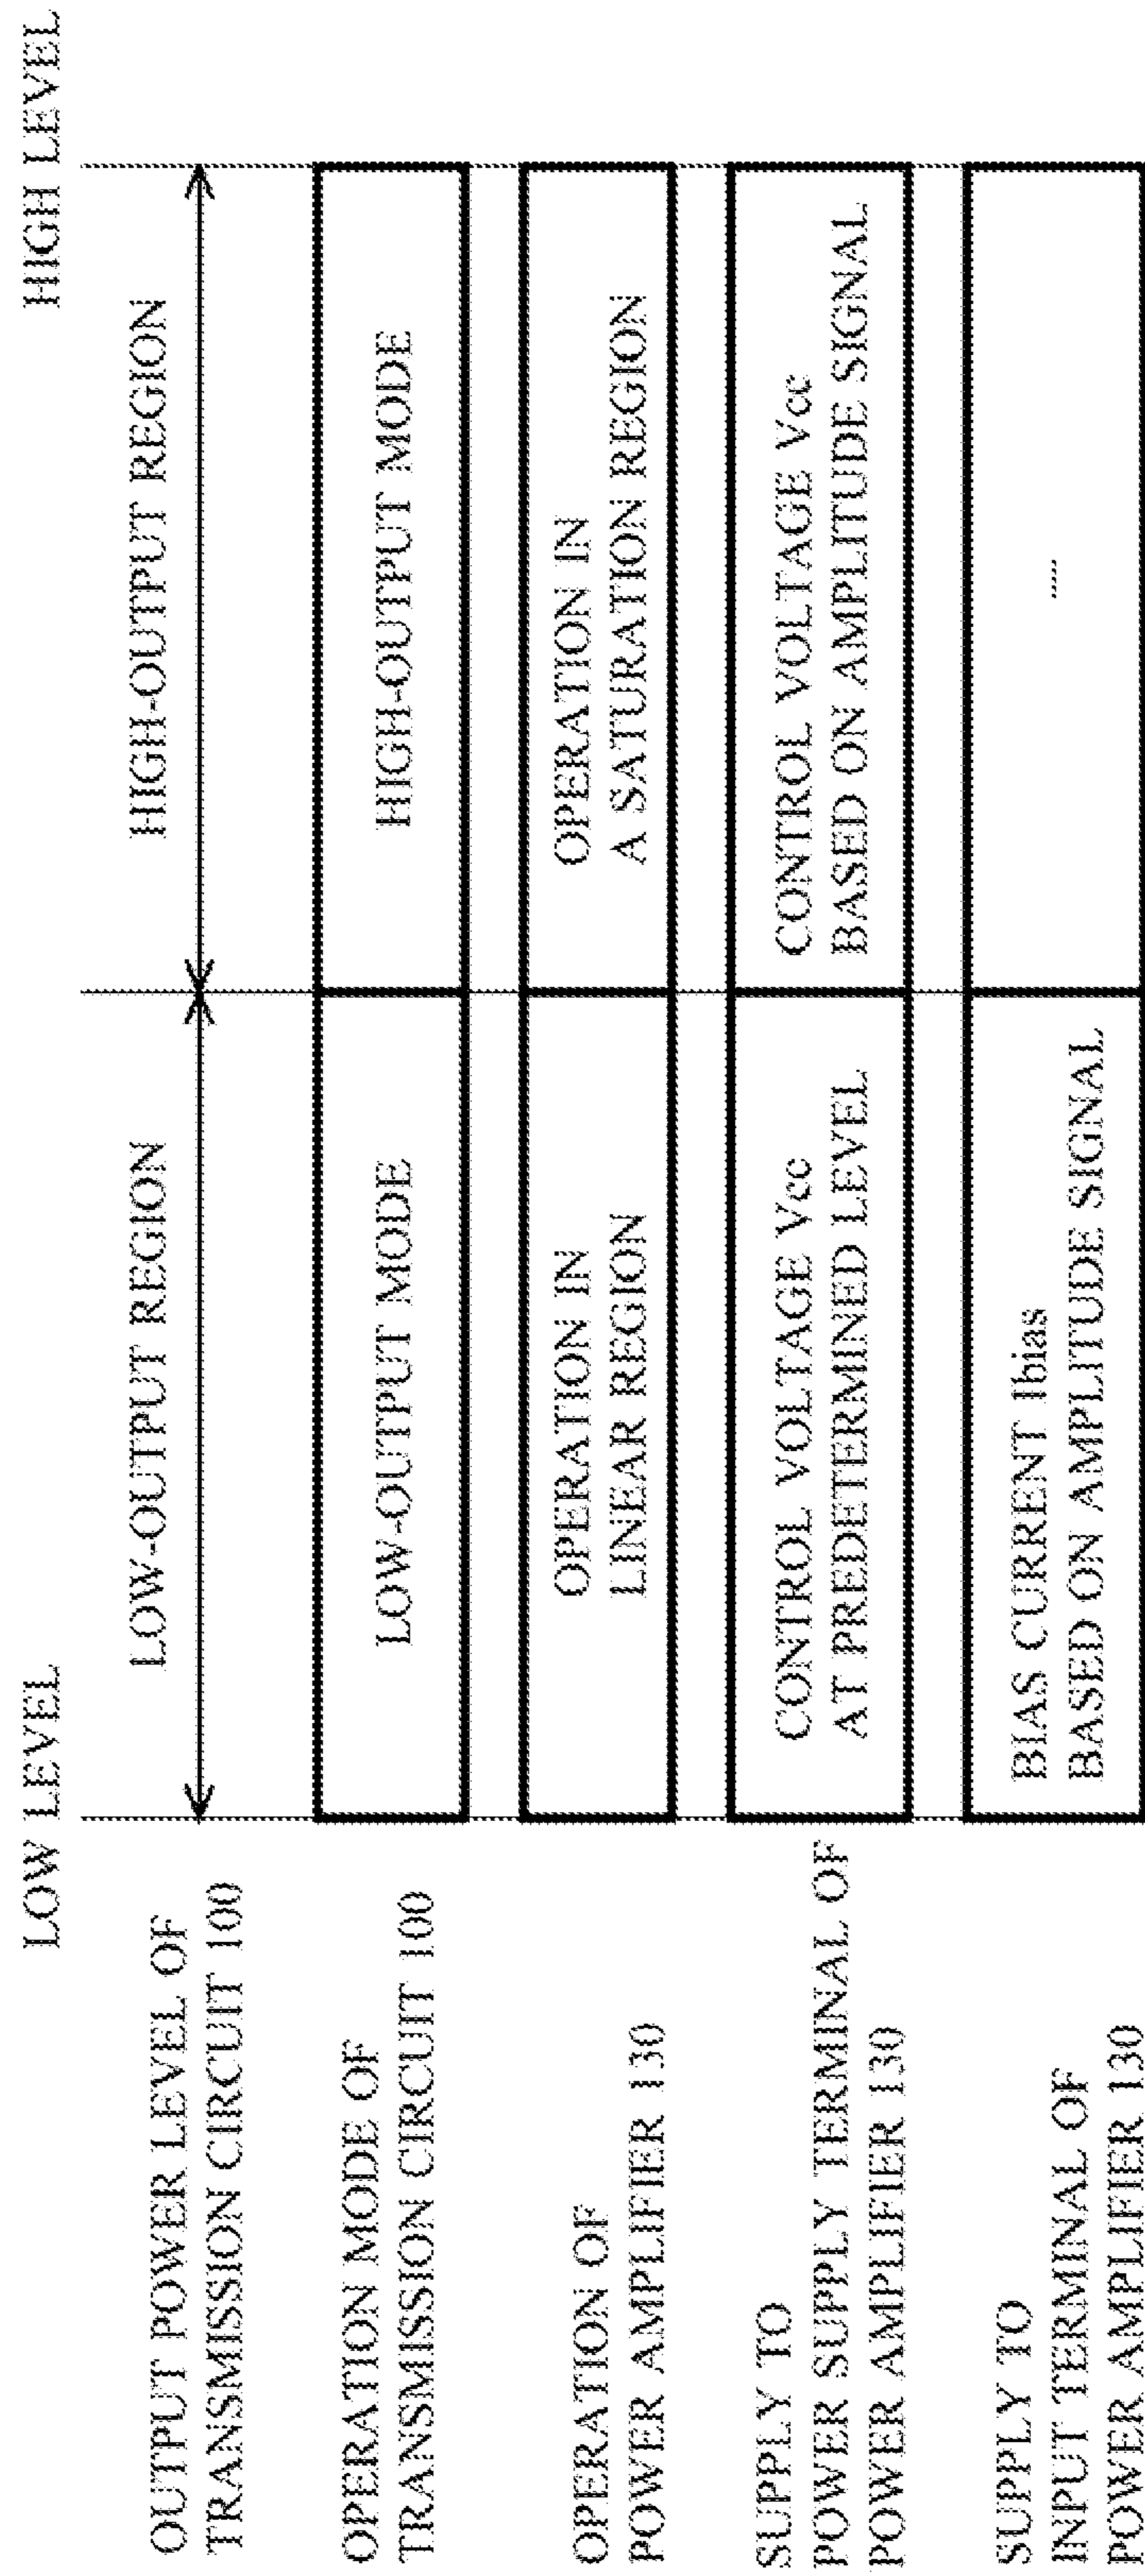 LOW LEVEL
HIGH LEVEL
OUTPUT POWER LEVEL OF
TRANSMISSION CIRCUIT 100
LOW-OUTPUT REGION
HIGH-OUTPUT REGION
OPERATION MODE OF
TRANSMISSION CIRCUIT 100
LOW-OUTPUT MODE
HIGH-OUTPUT MODE
OPERATION OF
POWER AMPLIFIER 130
OPERATION IN
LINEAR REGION
OPERATION IN
A SATURATION REGION
SUPPLY TO
POWER SUPPLY TERMINAL OF
POWER AMPLIFIER 130
CONTROL VOLTAGE Vcc
AT PREDETERMINED LEVEL
CONTROL VOLTAGE Vcc
BASED ON AMPLITUDE SIGNAL
SUPPLY TO
INPUT TERMINAL OF
POWER AMPLIFIER 130
BIAS CURRENT Ibias
BASED ON AMPLITUDE SIGNAL
---